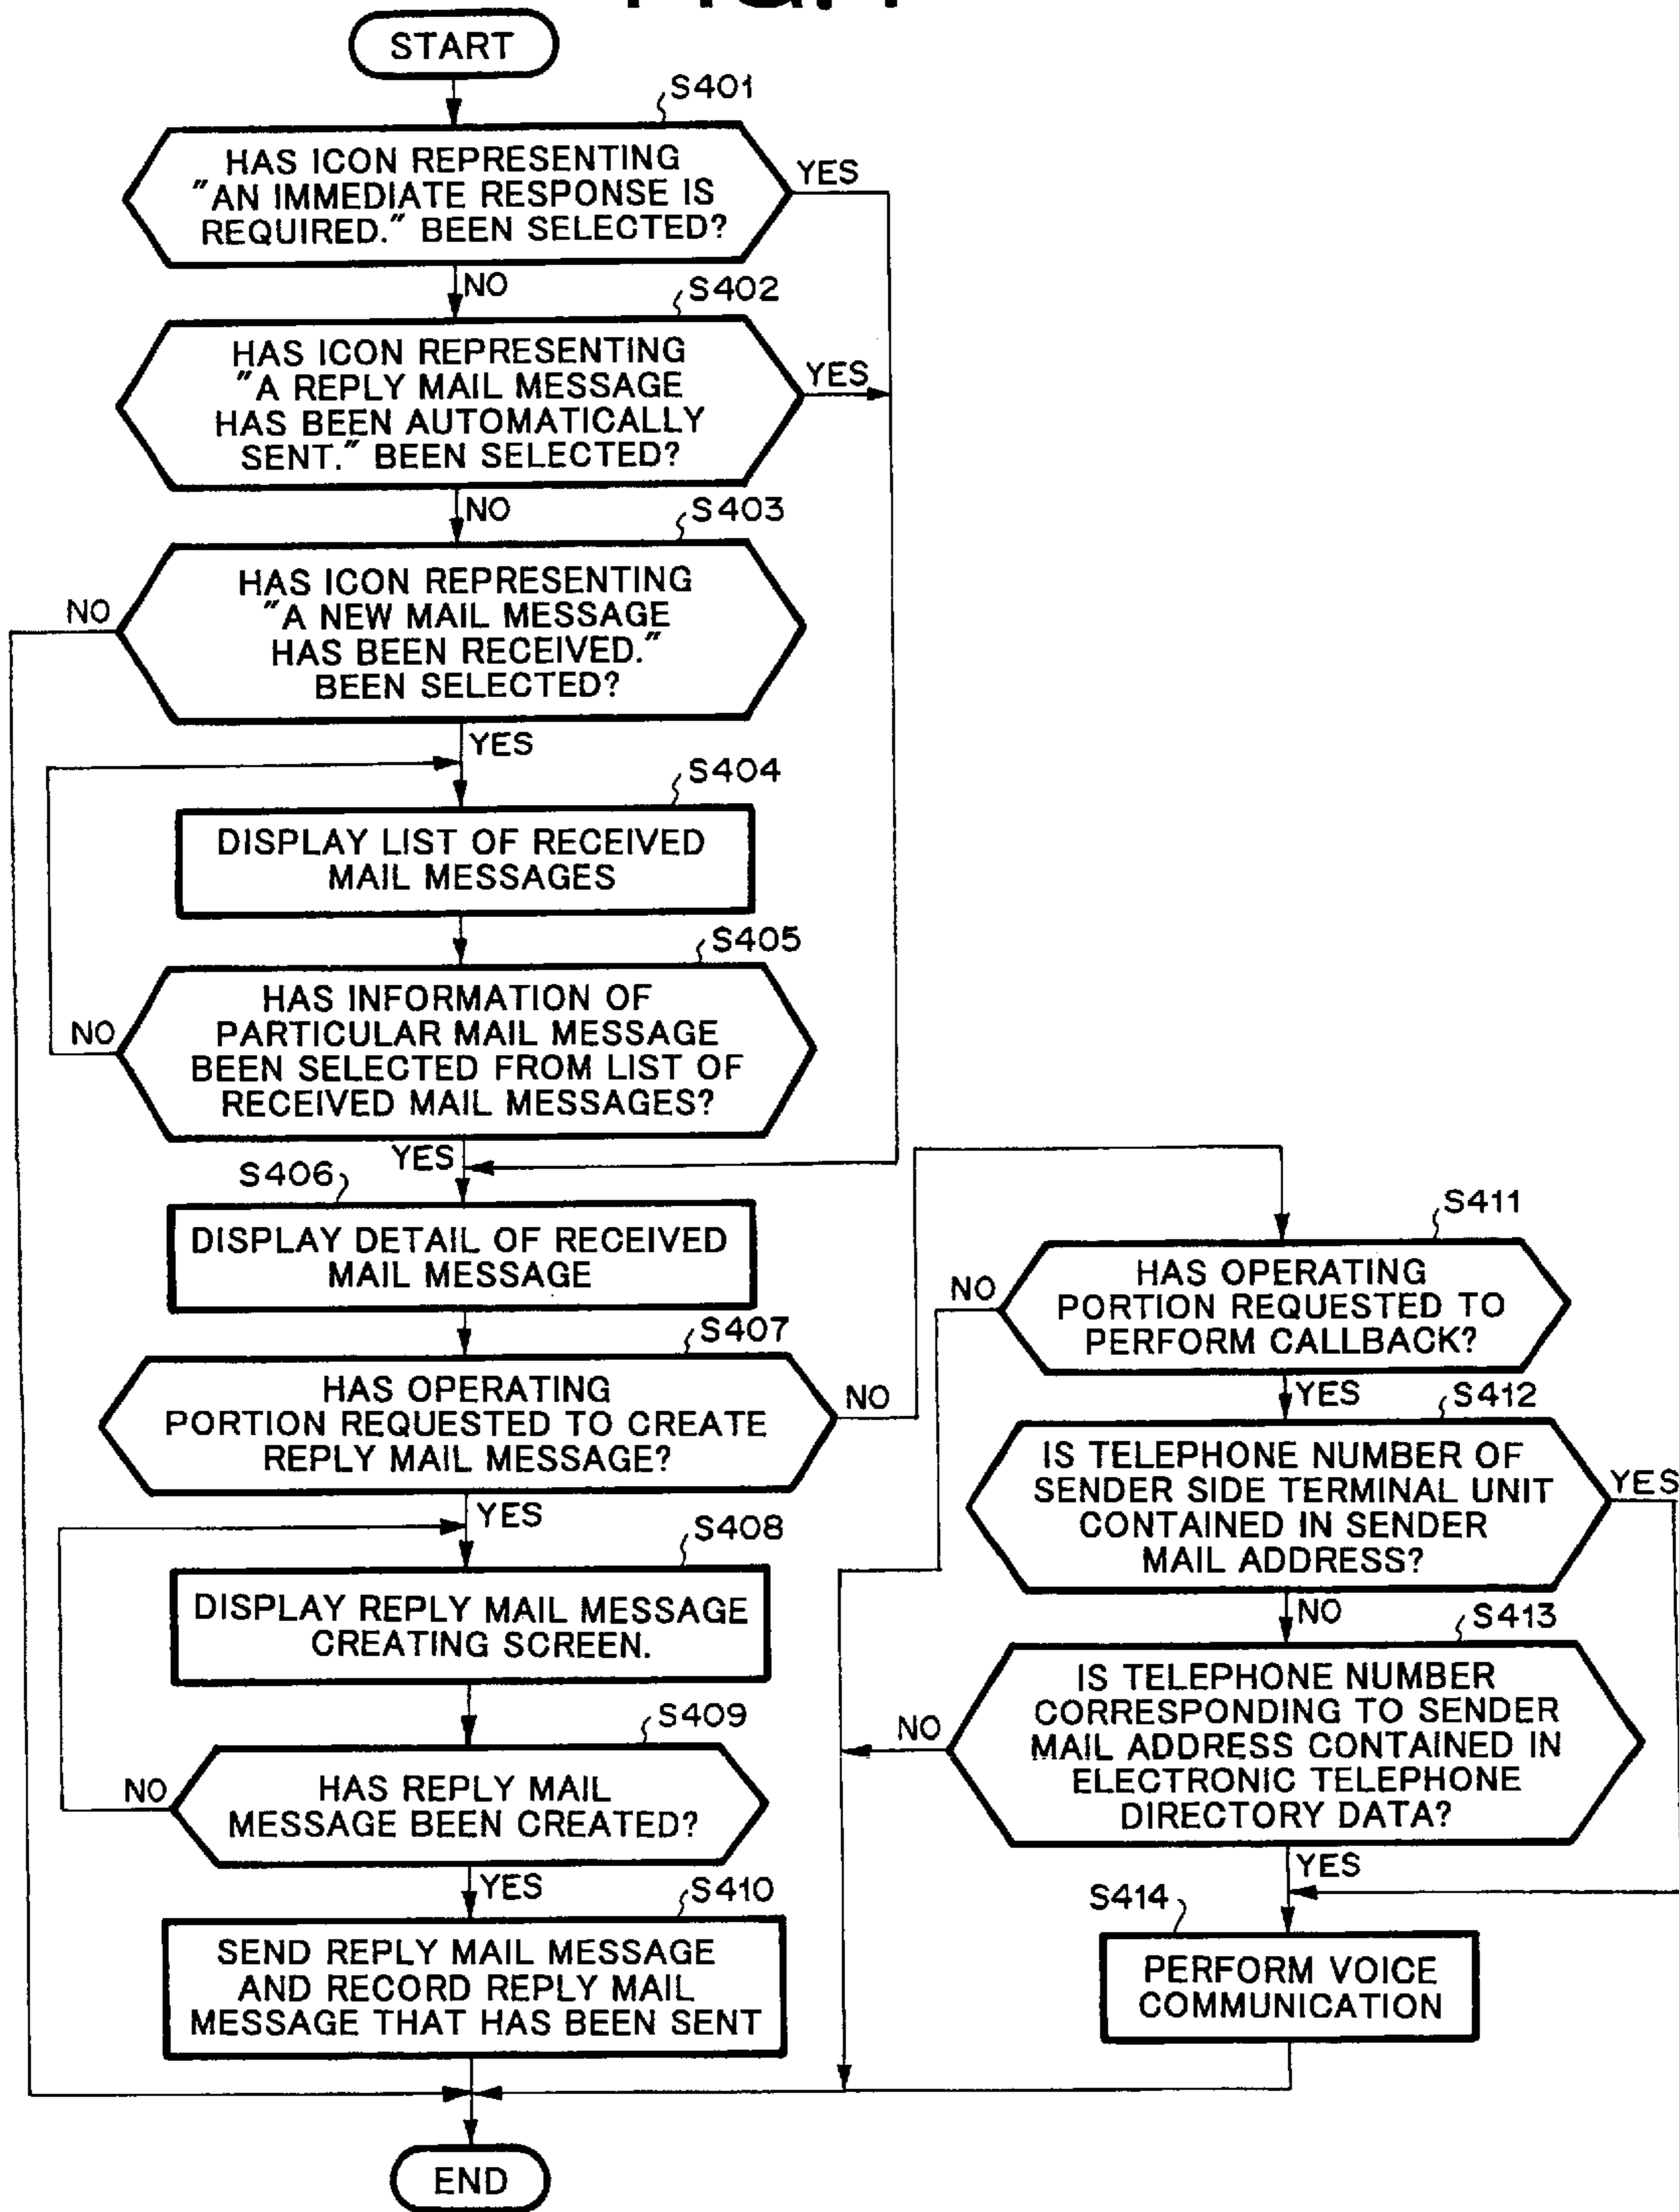 START
S401
HAS ICON REPRESENTING
"AN IMMEDIATE RESPONSE IS
REQUIRED." BEEN SELECTED?
YES
NO
S402
HAS ICON REPRESENTING
"A REPLY MAIL MESSAGE
HAS BEEN AUTOMATICALLY
SENT." BEEN SELECTED?
YES
NO
S403
HAS ICON REPRESENTING
"A NEW MAIL MESSAGE
HAS BEEN RECEIVED."
BEEN SELECTED?
NO
YES
S404
DISPLAY LIST OF RECEIVED
MAIL MESSAGES
S405
HAS INFORMATION OF
PARTICULAR MAIL MESSAGE
BEEN SELECTED FROM LIST OF
RECEIVED MAIL MESSAGES?
NO
YES
S406
DISPLAY DETAIL OF RECEIVED
MAIL MESSAGE
S407
HAS OPERATING
PORTION REQUESTED TO CREATE
REPLY MAIL MESSAGE?
NO
YES
S408
DISPLAY REPLY MAIL MESSAGE
CREATING SCREEN.
S409
HAS REPLY MAIL
MESSAGE BEEN CREATED?
NO
YES
S410
SEND REPLY MAIL MESSAGE
AND RECORD REPLY MAIL
MESSAGE THAT HAS BEEN SENT
S411
HAS OPERATING
PORTION REQUESTED TO
PERFORM CALLBACK?
NO
YES
S412
IS TELEPHONE NUMBER OF
SENDER SIDE TERMINAL UNIT
CONTAINED IN SENDER
MAIL ADDRESS?
YES
NO
S413
IS TELEPHONE NUMBER
CORRESPONDING TO SENDER
MAIL ADDRESS CONTAINED IN
ELECTRONIC TELEPHONE
DIRECTORY DATA?
NO
YES
S414
PERFORM VOICE
COMMUNICATION
END